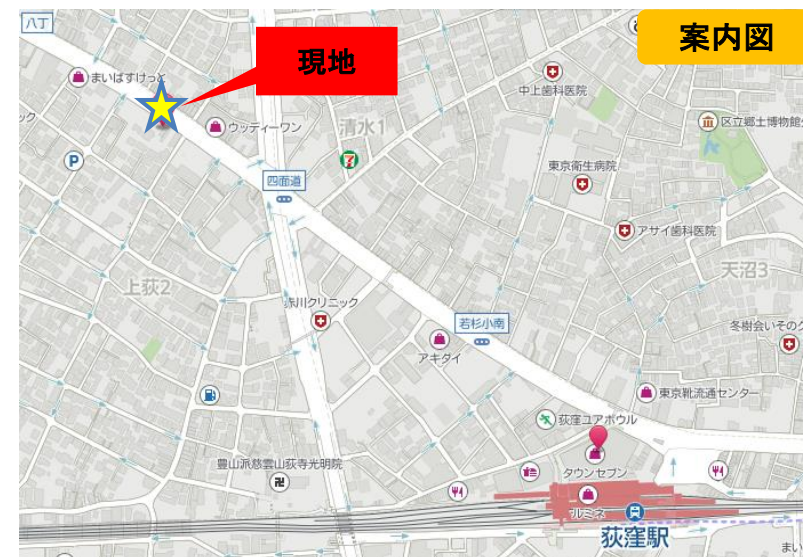 八丁
案内図
現地
まいばすけっと
中上歯科医院
ウッディーワン
清水1
区立郷土博物館
P
7
東京衛生病院
四面道
アサイ歯科医院
天沼3
上荻2
赤川クリニック
若杉小南
アキダイ
冬樹会いそのク
東京靴流通センター
荻窪ユアボウル
豊山派慈雲山荻寺光明院
タウンセブン
ルミネ
荻窪駅
まい